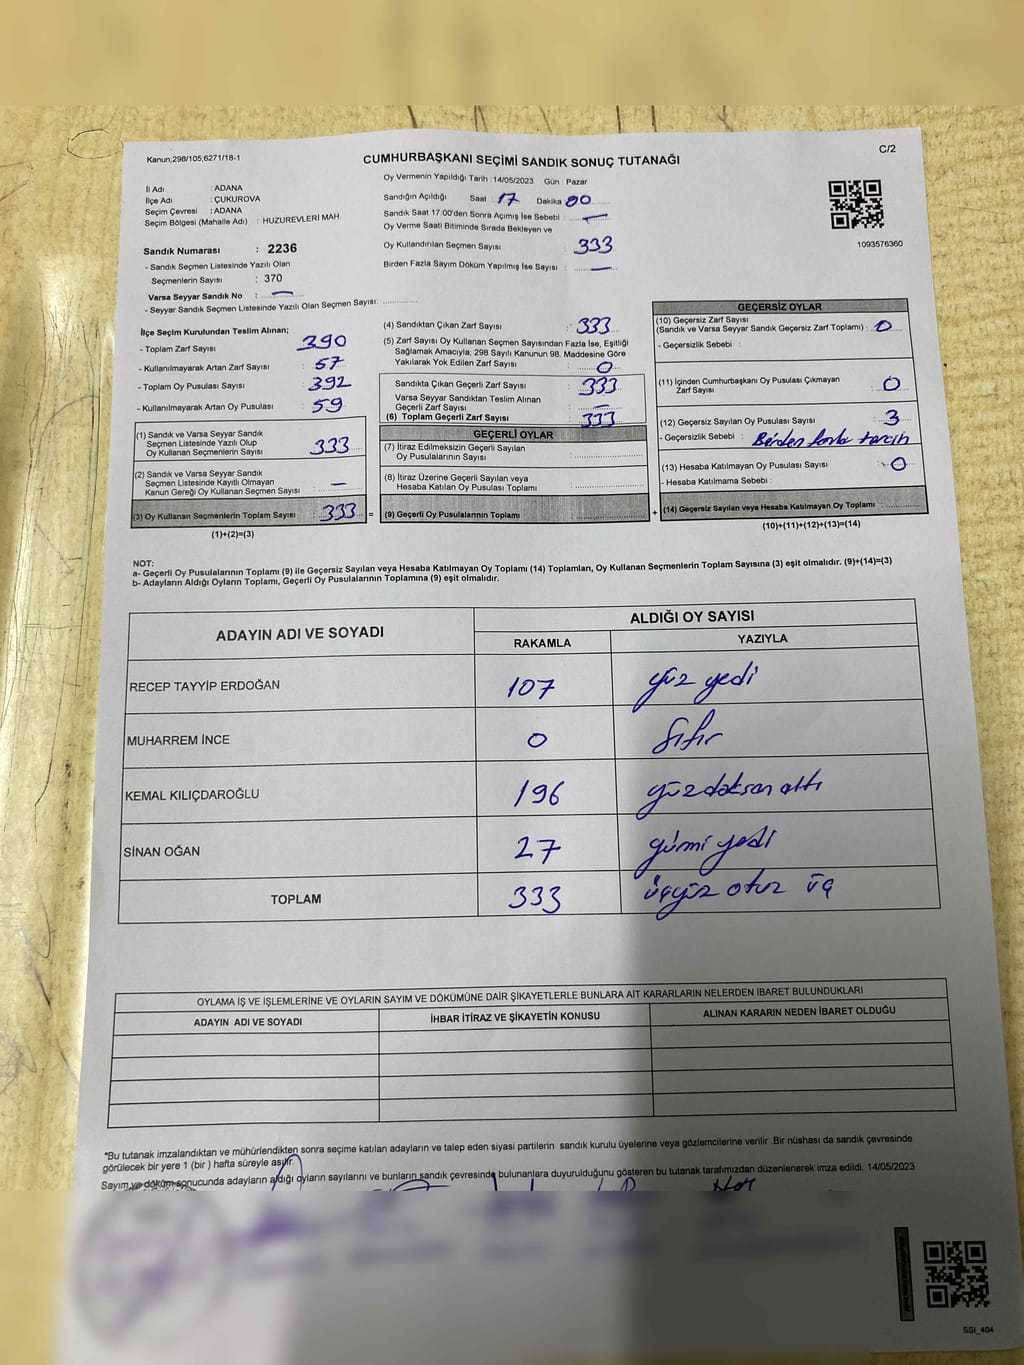 Kanun;298/105;6271/18-1
C/2
CUMHURBAŞKANI SEÇİMİ SANDIK SONUÇ TUTANAĞI
Oy Vermenin Yapıldığı Tarih :14/05/2023 Gün : Pazar
İl Adı : ADANA
İlçe Adı : ÇUKUROVA
Seçim Çevresi : ADANA
Seçim Bölgesi (Mahalle Adı) : HUZUREVLERİ MAH.
Sandık Numarası : 2236
- Sandık Seçmen Listesinde Yazılı Olan
Seçmenlerin Sayısı : 370
Varsa Seyyar Sandık No : —
- Seyyar Sandık Seçmen Listesinde Yazılı Olan Seçmen Sayısı: ............
Sandığın Açıldığı Saat : 17 Dakika 00
Sandık Saat 17:00'den Sonra Açımış İse Sebebi : —
Oy Verme Saati Bitiminde Sırada Bekleyen ve
Oy Kullandırılan Seçmen Sayısı : 333
Birden Fazla Sayım Döküm Yapılmış İse Sayısı : —
1093576360
İlçe Seçim Kurulundan Teslim Alınan;
- Toplam Zarf Sayısı : 390
- Kullanılmayarak Artan Zarf Sayısı : 57
- Toplam Oy Pusulası Sayısı : 392
- Kullanılmayarak Artan Oy Pusulası : 59
(1) Sandık ve Varsa Seyyar Sandık
Seçmen Listesinde Yazılı Olup
Oy Kullanan Seçmenlerin Sayısı : 333
(2) Sandık ve Varsa Seyyar Sandık
Seçmen Listesinde Kayıtlı Olmayan
Kanun Gereği Oy Kullanan Seçmen Sayısı : —
(3) Oy Kullanan Seçmenlerin Toplam Sayısı : 333 =
(1)+(2)=(3)
(4) Sandıktan Çıkan Zarf Sayısı : 333
(5) Zarf Sayısı Oy Kullanan Seçmen Sayısından Fazla İse, Eşitliği
Sağlamak Amacıyla; 298 Sayılı Kanunun 98. Maddesine Göre
Yakılarak Yok Edilen Zarf Sayısı : 0
Sandıkta Çıkan Geçerli Zarf Sayısı : 333
Varsa Seyyar Sandıktan Teslim Alınan
Geçerli Zarf Sayısı : —
(6) Toplam Geçerli Zarf Sayısı : 333
GEÇERLİ OYLAR
(7) İtiraz Edilmeksizin Geçerli Sayılan
Oy Pusulalarının Sayısı :
(8) İtiraz Üzerine Geçerli Sayılan veya
Hesaba Katılan Oy Pusulası Toplamı :
(9) Geçerli Oy Pusulalarının Toplamı : +
GEÇERSİZ OYLAR
(10) Geçersiz Zarf Sayısı
(Sandık ve Varsa Seyyar Sandık Geçersiz Zarf Toplamı) : 0
- Geçersizlik Sebebi :
(11) İçinden Cumhurbaşkanı Oy Pusulası Çıkmayan
Zarf Sayısı : 0
(12) Geçersiz Sayılan Oy Pusulası Sayısı : 3
- Geçersizlik Sebebi : Birden fazla tercih
(13) Hesaba Katılmayan Oy Pusulası Sayısı : 0
- Hesaba Katılmama Sebebi :
(14) Geçersiz Sayılan veya Hesaba Katılmayan Oy Toplamı :
(10)+(11)+(12)+(13)=(14)
NOT:
a- Geçerli Oy Pusulalarının Toplamı (9) ile Geçersiz Sayılan veya Hesaba Katılmayan Oy Toplamı (14) Toplamları, Oy Kullanan Seçmenlerin Toplam Sayısına (3) eşit olmalıdır. (9)+(14)=(3)
b- Adayların Aldığı Oyların Toplamı, Geçerli Oy Pusulalarının Toplamına (9) eşit olmalıdır.
ADAYIN ADI VE SOYADI ALDIĞI OY SAYISI
RAKAMLA YAZIYLA
RECEP TAYYİP ERDOĞAN 107 yüz yedi
MUHARREM İNCE 0 Sıfır
KEMAL KILIÇDAROĞLU 196 yüzdoksan altı
SİNAN OĞAN 27 yirmi yedi
TOPLAM 333 üçyüz otuz üç
OYLAMA İŞ VE İŞLEMLERİNE VE OYLARIN SAYIM VE DÖKÜMÜNE DAİR ŞİKAYETLERLE BUNLARA AİT KARARLARIN NELERDEN İBARET BULUNDUKLARI
ADAYIN ADI VE SOYADI İHBAR İTİRAZ VE ŞİKAYETİN KONUSU ALINAN KARARIN NEDEN İBARET OLDUĞU
*Bu tutanak imzalandıktan ve mühürlendikten sonra seçime katılan adayların ve talep eden siyasi partilerin sandık kurulu üyelerine veya gözlemcilerine verilir .Bir nüshası da sandık çevresinde
görülecek bir yere 1 (bir ) hafta süreyle asılır.
Sayım ve döküm sonucunda adayların aldığı oyların sayılarını ve bunların sandık çevresinde bulunanlara duyurulduğunu gösteren bu tutanak tarafımızdan düzenlenerek imza edildi. 14/05/2023
SSI_404